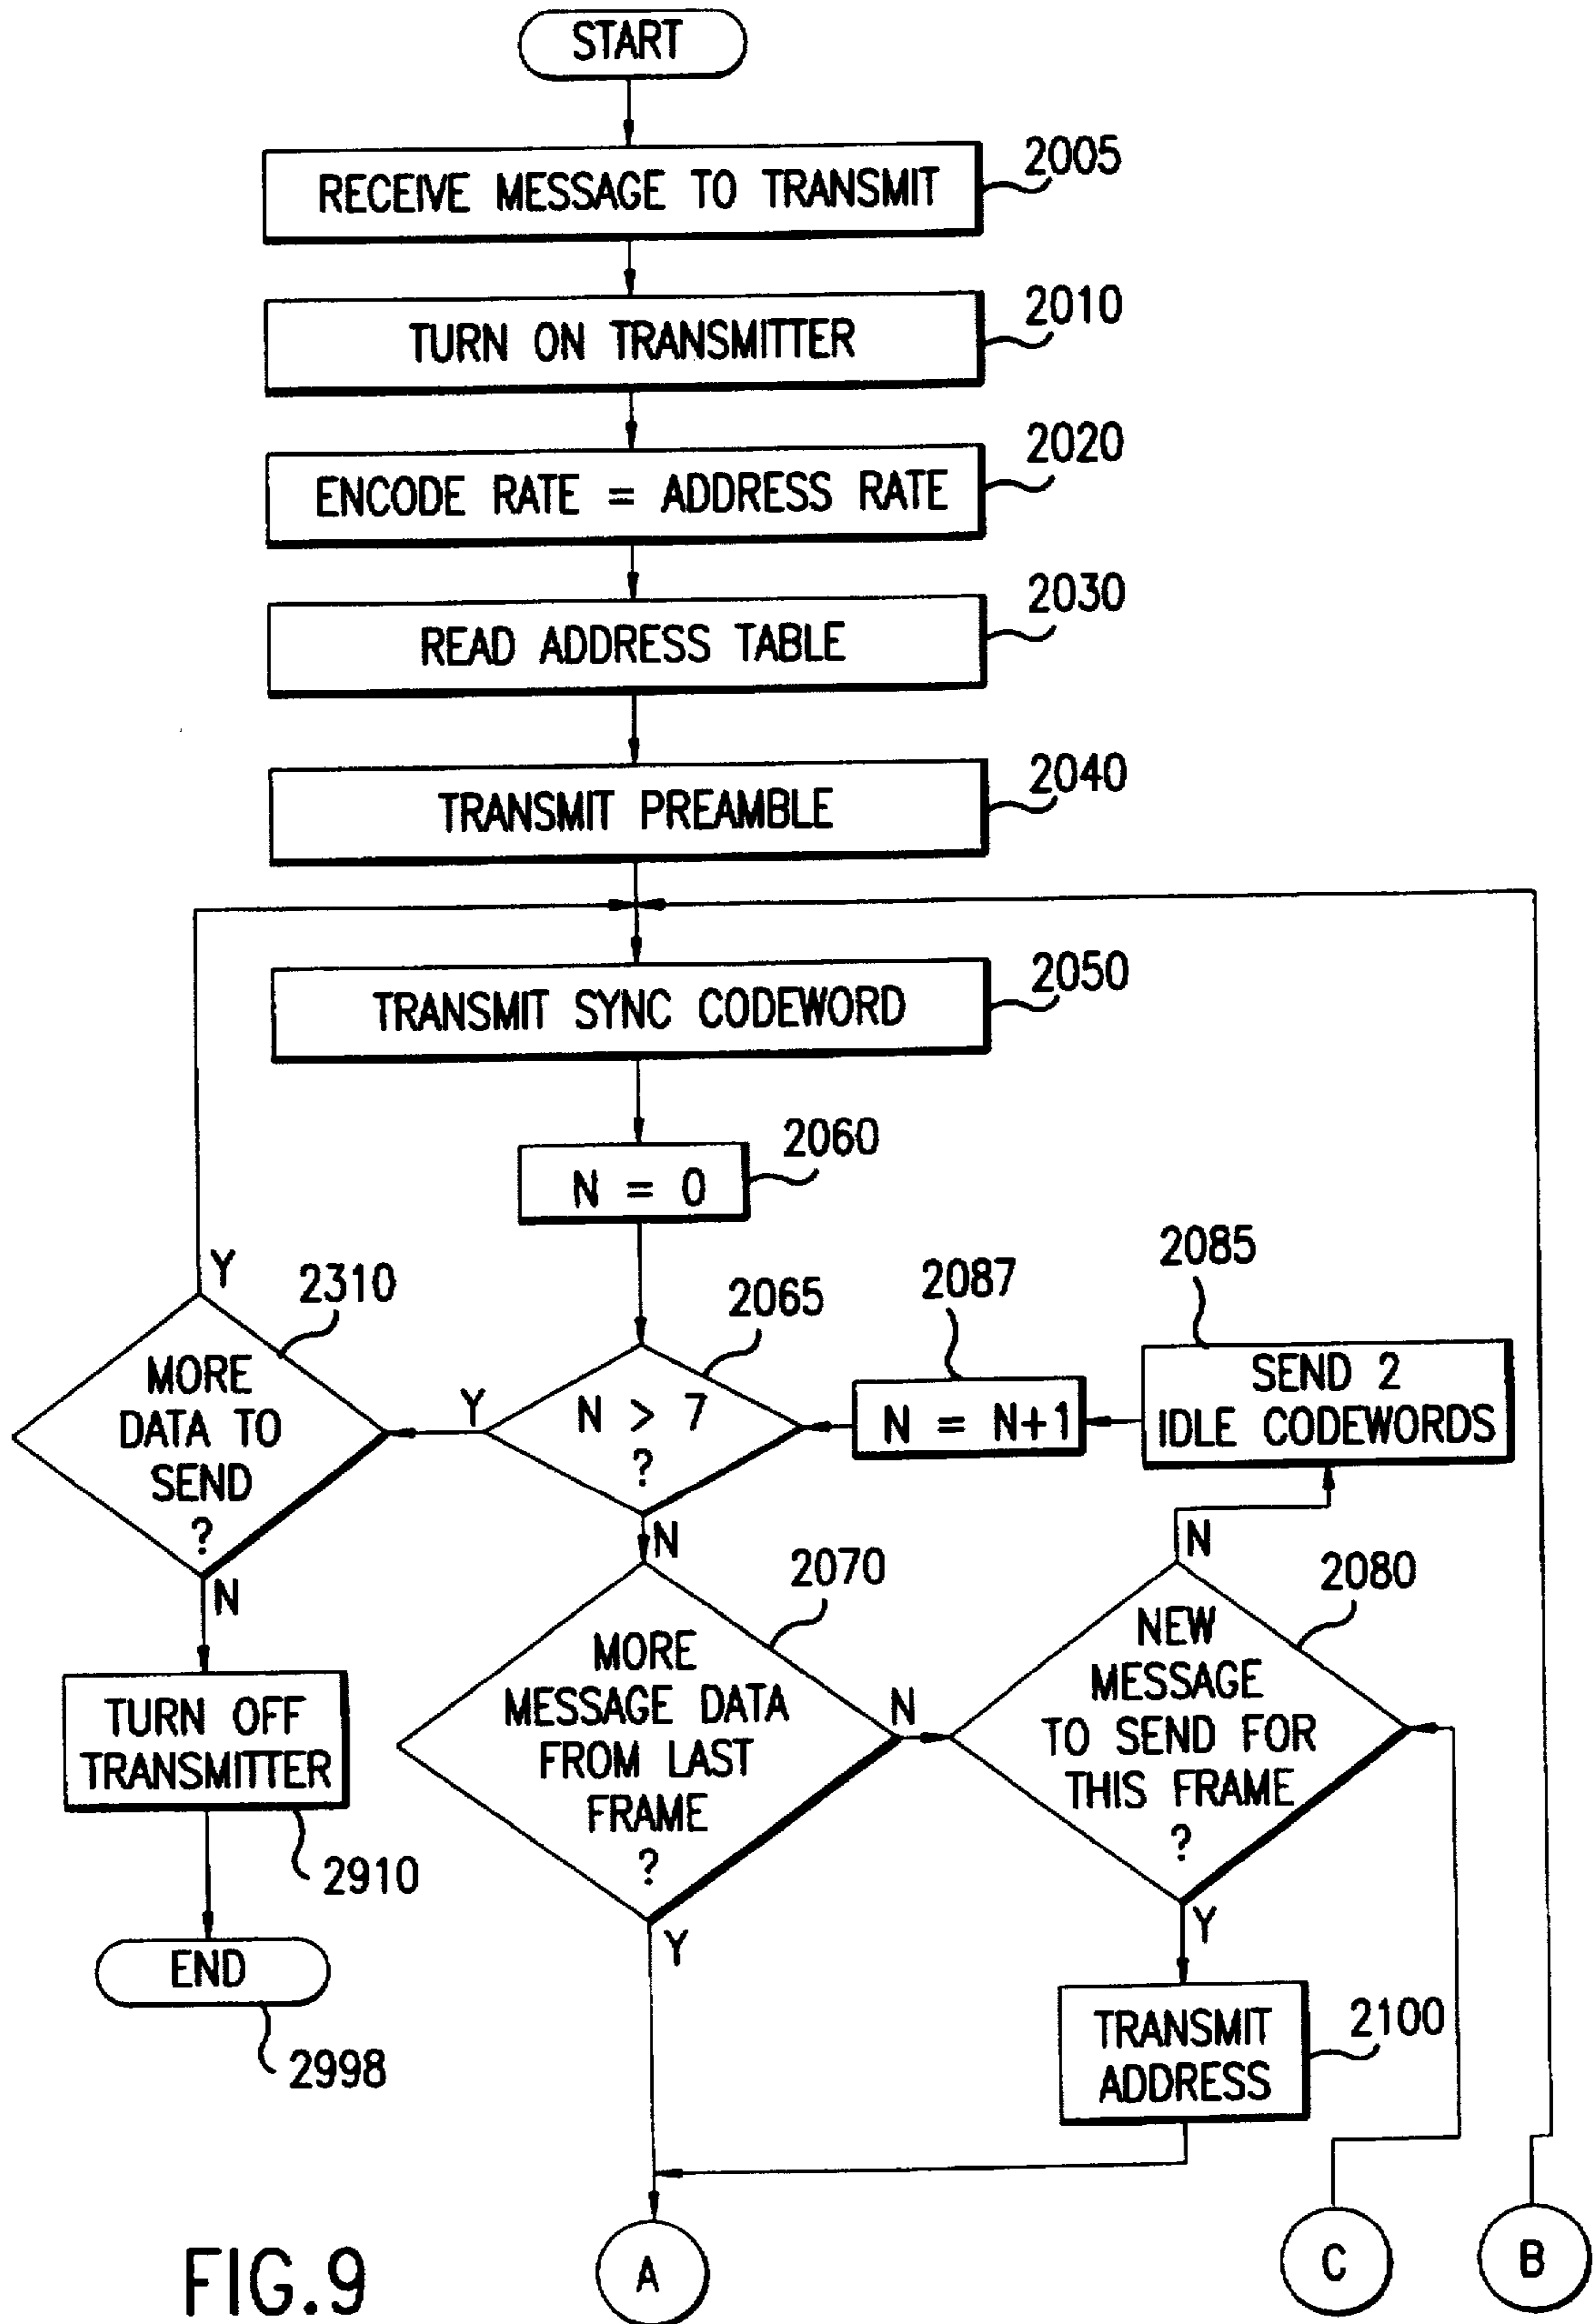 START
RECEIVE MESSAGE TO TRANSMIT
2005
TURN ON TRANSMITTER
2010
ENCODE RATE = ADDRESS RATE
2020
READ ADDRESS TABLE
2030
TRANSMIT PREAMBLE
2040
TRANSMIT SYNC CODEWORD
2050
N = 0
2060
Y
2310
MORE
DATA TO
SEND
?
N
Y
2065
N > 7
?
N
2087
N = N+1
2085
SEND 2
IDLE CODEWORDS
2070
MORE
MESSAGE DATA
FROM LAST
FRAME
?
N
Y
N
2080
NEW
MESSAGE
TO SEND FOR
THIS FRAME
?
Y
TURN OFF
TRANSMITTER
2910
END
2998
TRANSMIT
ADDRESS
2100
A
C
B
FIG.9